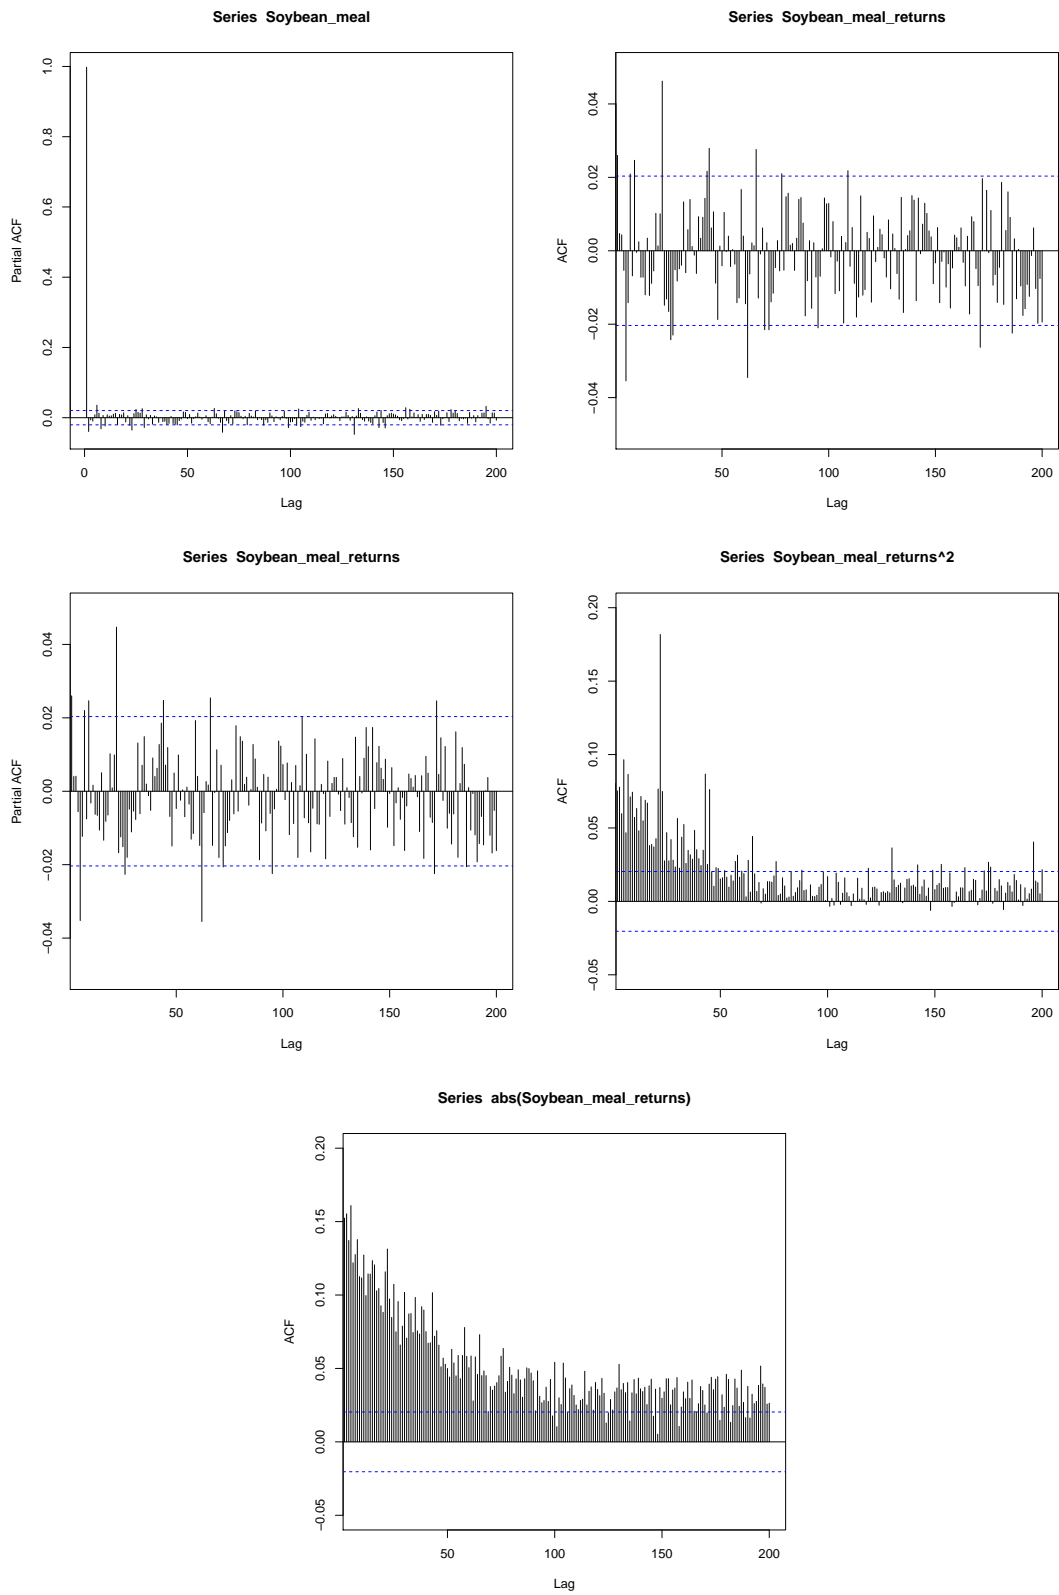 Series Soybean_meal
Partial ACF
0.0
0.2
0.4
0.6
0.8
1.0
0 50 100 150 200
Lag
Series Soybean_meal_returns
ACF
−0.04
−0.02
0.00
0.02
0.04
50 100 150 200
Lag
Series Soybean_meal_returns
Partial ACF
−0.04
−0.02
0.00
0.02
0.04
50 100 150 200
Lag
Series Soybean_meal_returns^2
ACF
−0.05
0.00
0.05
0.10
0.15
0.20
50 100 150 200
Lag
Series abs(Soybean_meal_returns)
ACF
−0.05
0.00
0.05
0.10
0.15
0.20
50 100 150 200
Lag